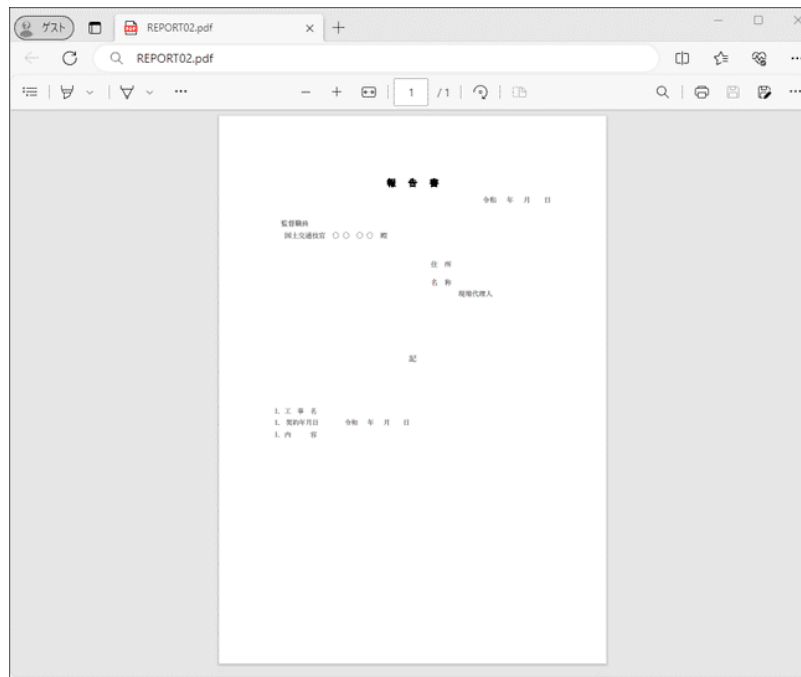 ゲスト
REPORT02.pdf
REPORT02.pdf
1 /1
報 告 書
令和 年 月 日
監督職員
国土交通技官 ○ ○ ○ ○ 殿
住 所
名 称
現場代理人
記
1. 工 事 名
1. 契約年月日 令和 年 月 日
1. 内 容